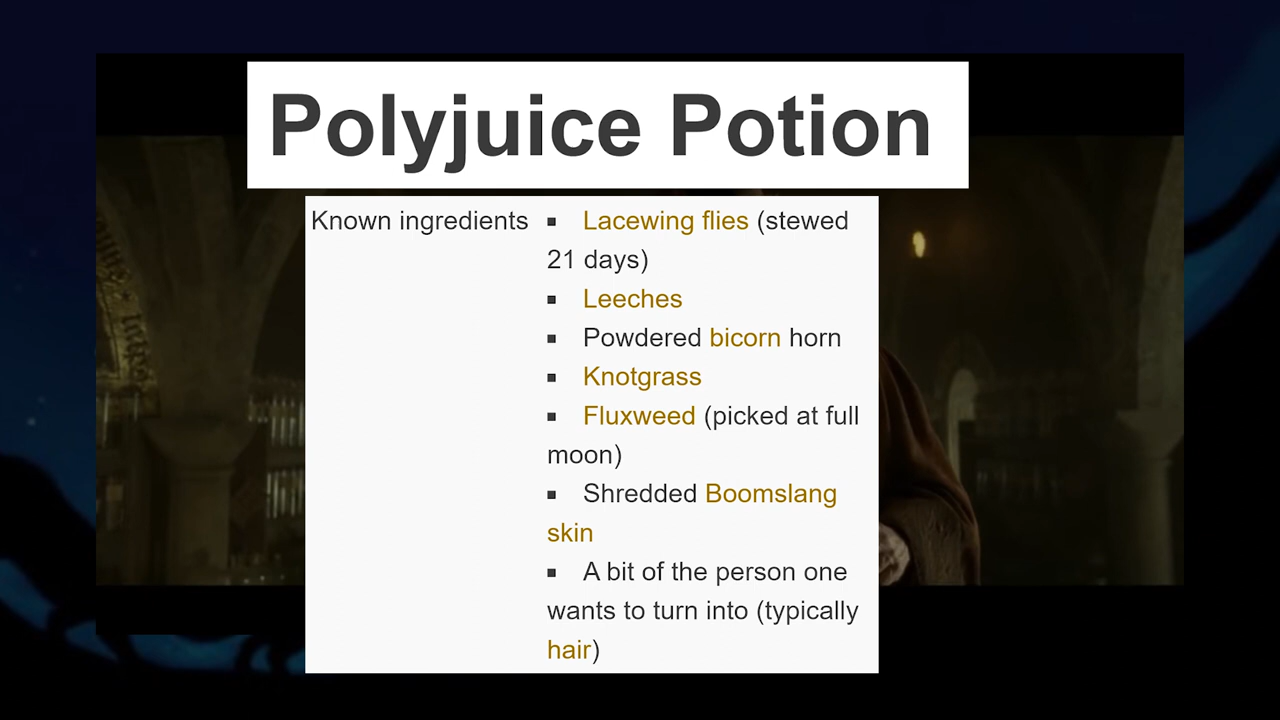 Polyjuice Potion
Known ingredients ▪ Lacewing flies (stewed
21 days)
▪ Leeches
▪ Powdered bicorn horn
▪ Knotgrass
▪ Fluxweed (picked at full
moon)
▪ Shredded Boomslang
skin
▪ A bit of the person one
wants to turn into (typically
hair)